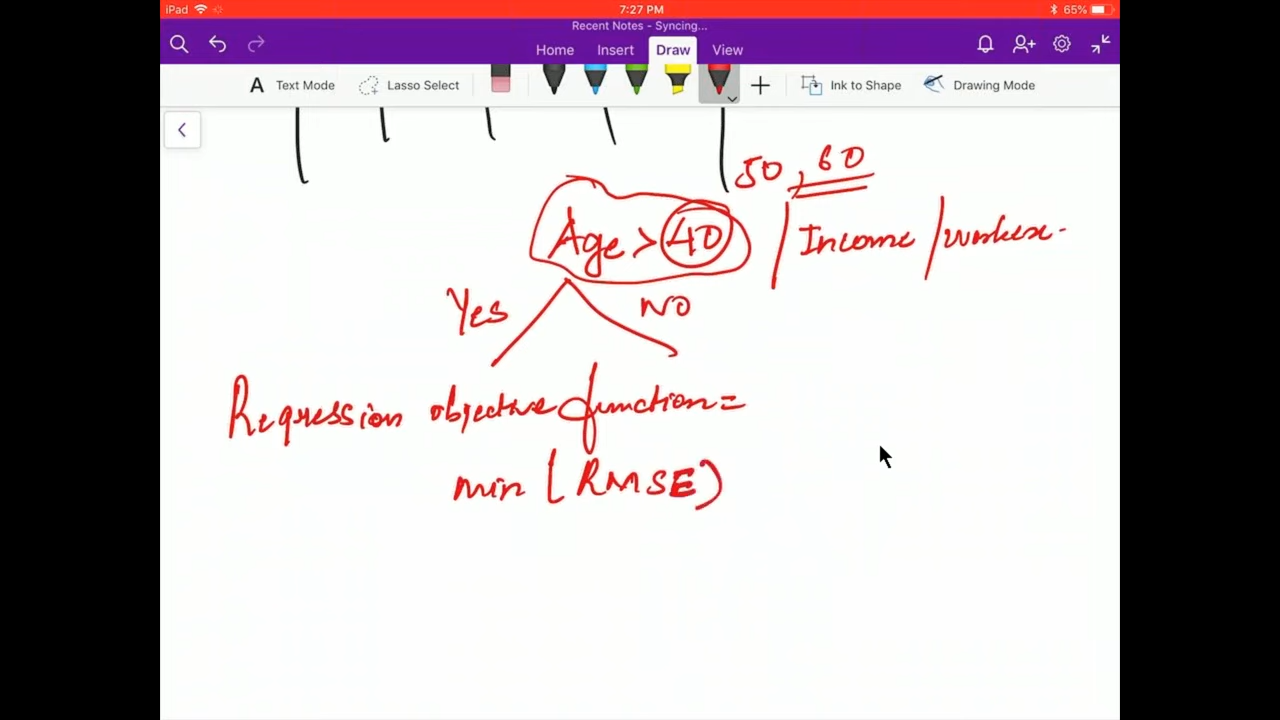 iPad 7:27 PM 65%
Recent Notes - Syncing...
Home Insert Draw View
A Text Mode Lasso Select Ink to Shape Drawing Mode
50, 60
Age > 40 / Income /
Yes NO
Regression objective function =
min (RMSE)